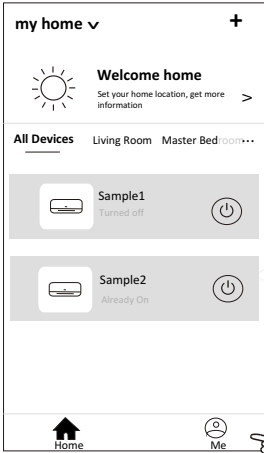 my home
+
Welcome home
Set your home location, get more
information
>
All Devices Living Room Master Bedroom...
Sample1
Turned off
Sample2
Already On
Home Me